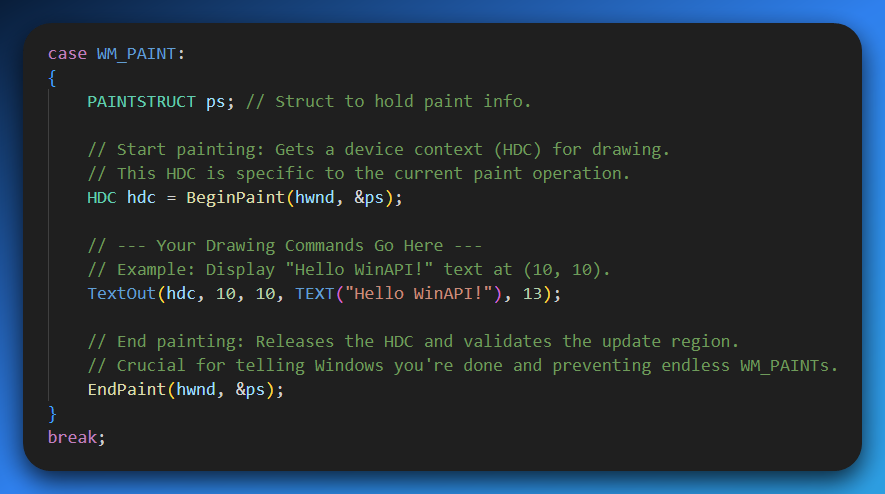 case WM_PAINT:
{
    PAINTSTRUCT ps; // Struct to hold paint info.

    // Start painting: Gets a device context (HDC) for drawing.
    // This HDC is specific to the current paint operation.
    HDC hdc = BeginPaint(hwnd, &ps);

    // --- Your Drawing Commands Go Here ---
    // Example: Display "Hello WinAPI!" text at (10, 10).
    TextOut(hdc, 10, 10, TEXT("Hello WinAPI!"), 13);

    // End painting: Releases the HDC and validates the update region.
    // Crucial for telling Windows you're done and preventing endless WM_PAINTs.
    EndPaint(hwnd, &ps);
}
break;